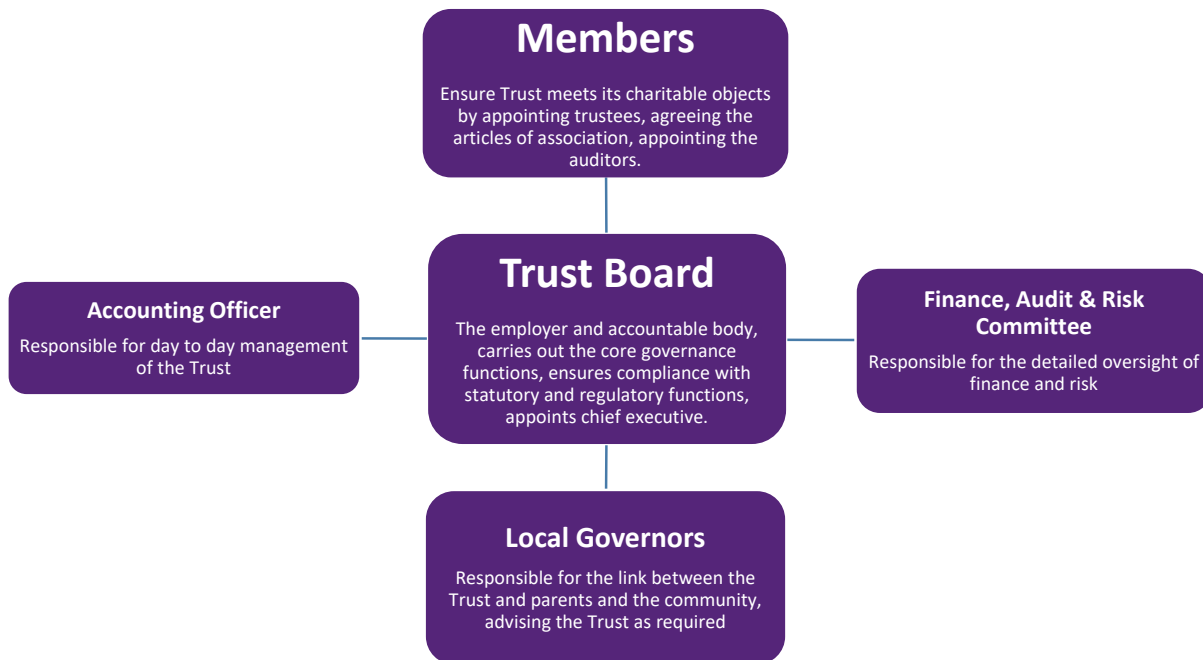 Members
Ensure Trust meets its charitable objects
by appointing trustees, agreeing the
articles of association, appointing the
auditors.
Trust Board
The employer and accountable body,
carries out the core governance
functions, ensures compliance with
statutory and regulatory functions,
appoints chief executive.
Accounting Officer
Responsible for day to day management
of the Trust
Finance, Audit & Risk
Committee
Responsible for the detailed oversight of
finance and risk
Local Governors
Responsible for the link between the
Trust and parents and the community,
advising the Trust as required